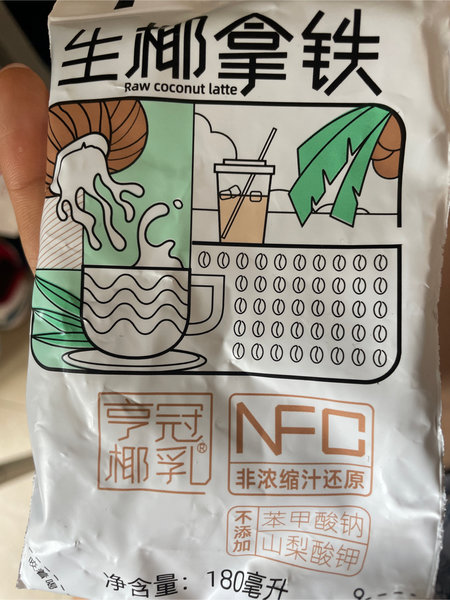 生椰拿铁
Raw coconut latte
亨冠
椰乳®
NFC
非浓缩汁还原
不添加
苯甲酸钠
山梨酸钾
净含量：180毫升